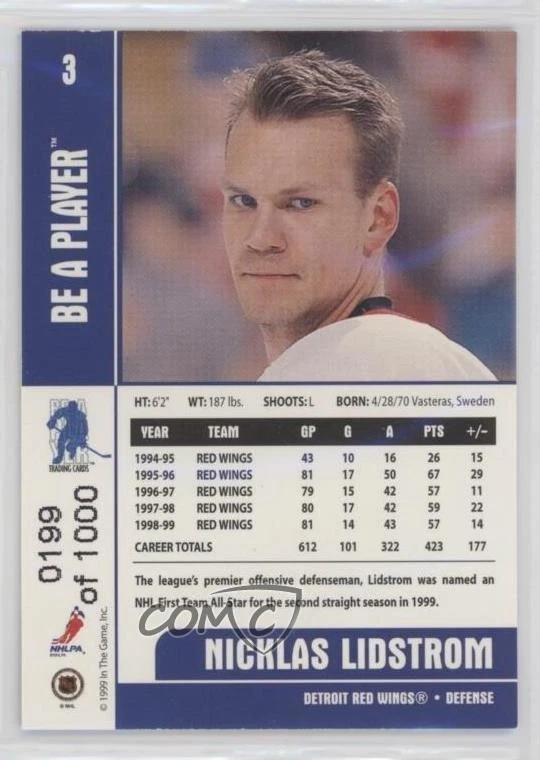 3
BE A PLAYER™
HT: 6'2" WT: 187 lbs. SHOOTS: L BORN: 4/28/70 Vasteras, Sweden
YEAR TEAM GP G A PTS +/–
1994-95 RED WINGS 43 10 16 26 15
1995-96 RED WINGS 81 17 50 67 29
1996-97 RED WINGS 79 15 42 57 11
1997-98 RED WINGS 80 17 42 59 22
1998-99 RED WINGS 81 14 43 57 14
CAREER TOTALS 612 101 322 423 177
The league's premier offensive defenseman, Lidstrom was named an
NHL First Team All-Star for the second straight season in 1999.
NICKLAS LIDSTROM
DETROIT RED WINGS® • DEFENSE
BE A
PLAYER
TRADING CARDS™
0199
of 1000
NHLPA
© NHL
© 1999 In The Game, Inc.
COMC